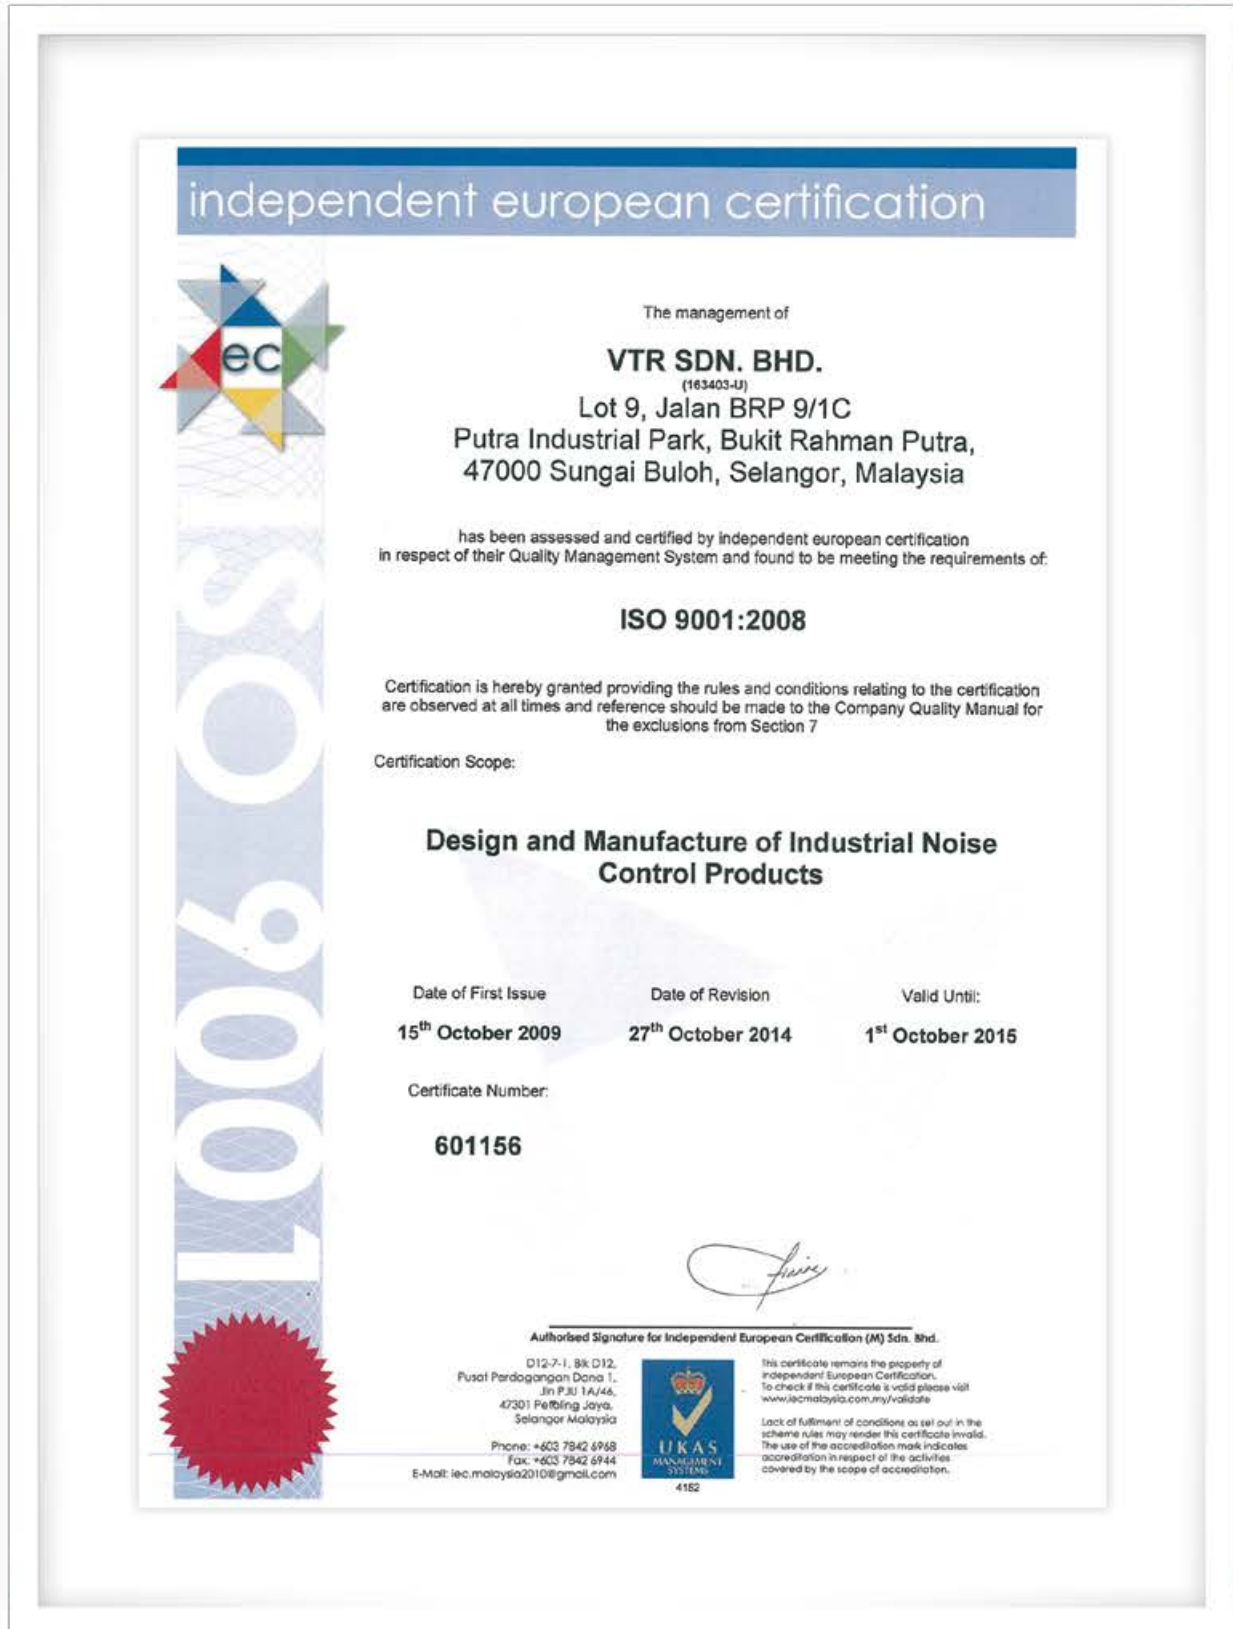 independent european certification
ec
ISO 9001
The management of
VTR SDN. BHD.
(163403-U)
Lot 9, Jalan BRP 9/1C
Putra Industrial Park, Bukit Rahman Putra,
47000 Sungai Buloh, Selangor, Malaysia
has been assessed and certified by independent european certification
in respect of their Quality Management System and found to be meeting the requirements of:
ISO 9001:2008
Certification is hereby granted providing the rules and conditions relating to the certification
are observed at all times and reference should be made to the Company Quality Manual for
the exclusions from Section 7
Certification Scope:
Design and Manufacture of Industrial Noise
Control Products
Date of First Issue Date of Revision Valid Until:
15th October 2009 27th October 2014 1st October 2015
Certificate Number:
601156
Authorised Signature for Independent European Certification (M) Sdn. Bhd.
D12-7-1, Blk D12,
Pusat Perdagangan Dana 1,
Jln PJU 1A/46,
47301 Petaling Jaya,
Selangor Malaysia
Phone: +603 7842 6968
Fax: +603 7842 6944
E-Mail: iec.malaysia2010@gmail.com
UKAS
MANAGEMENT
SYSTEMS
4152
This certificate remains the property of
Independent European Certification.
To check if this certificate is valid please visit
www.iecmalaysia.com.my/validate
Lack of fulfilment of conditions as set out in the
scheme rules may render this certificate invalid.
The use of the accreditation mark indicates
accreditation in respect of the activities
covered by the scope of accreditation.